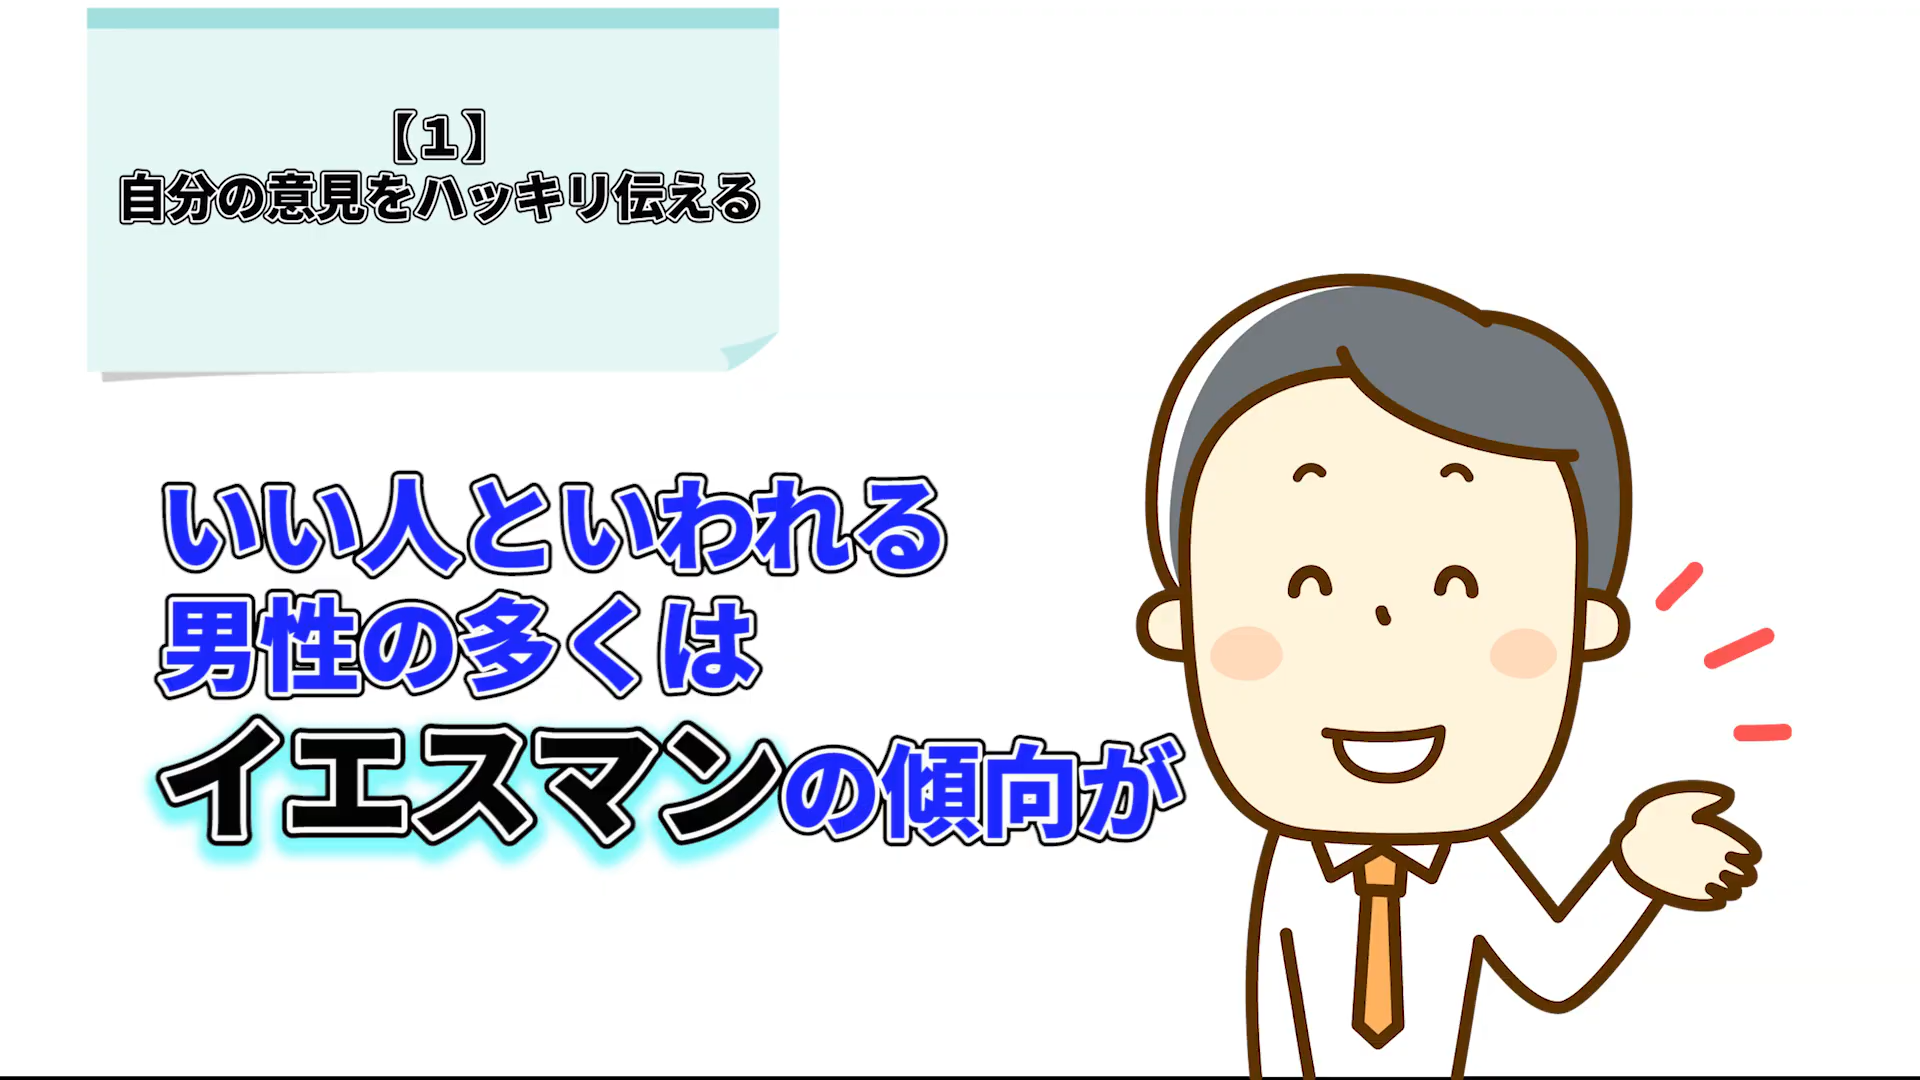 【1】
自分の意見をハッキリ伝える
いい人といわれる
男性の多くは
イエスマンの傾向が